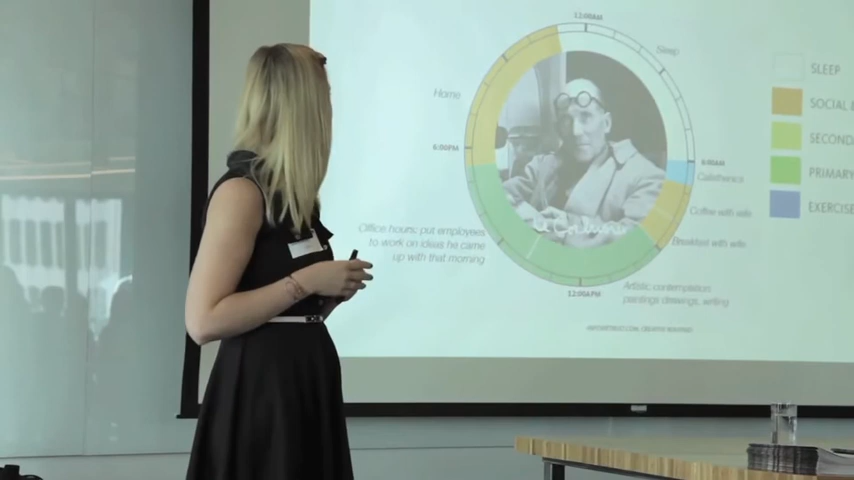 12:00AM
Sleep
SLEEP
Home
SOCIAL
6:00PM
SECOND
6:00AM
PRIMARY
Calisthenics
EXERCISE
Coffee with wife
Office hours: put employees
to work on ideas he came
up with that morning
Breakfast with wife
12:00PM
Artistic contemplation:
paintings drawings, writing